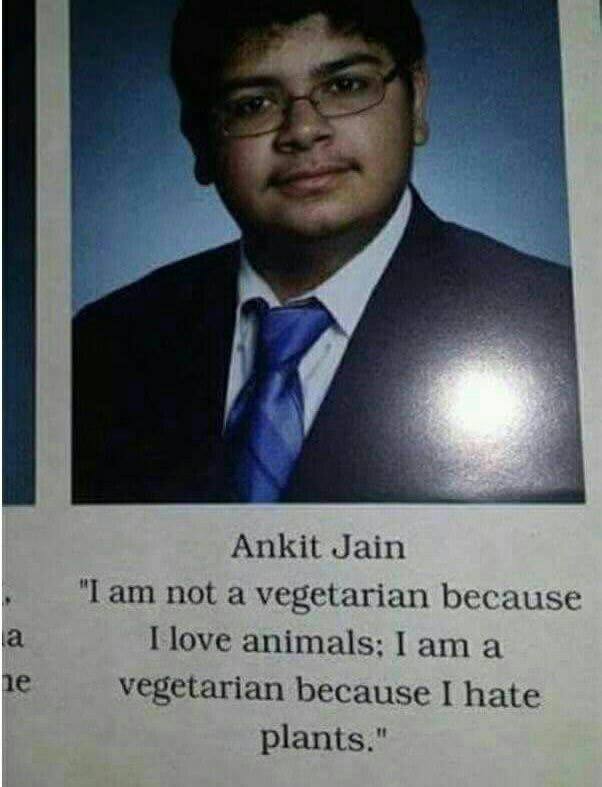 Ankit Jain
"I am not a vegetarian because
I love animals; I am a
vegetarian because I hate
plants."